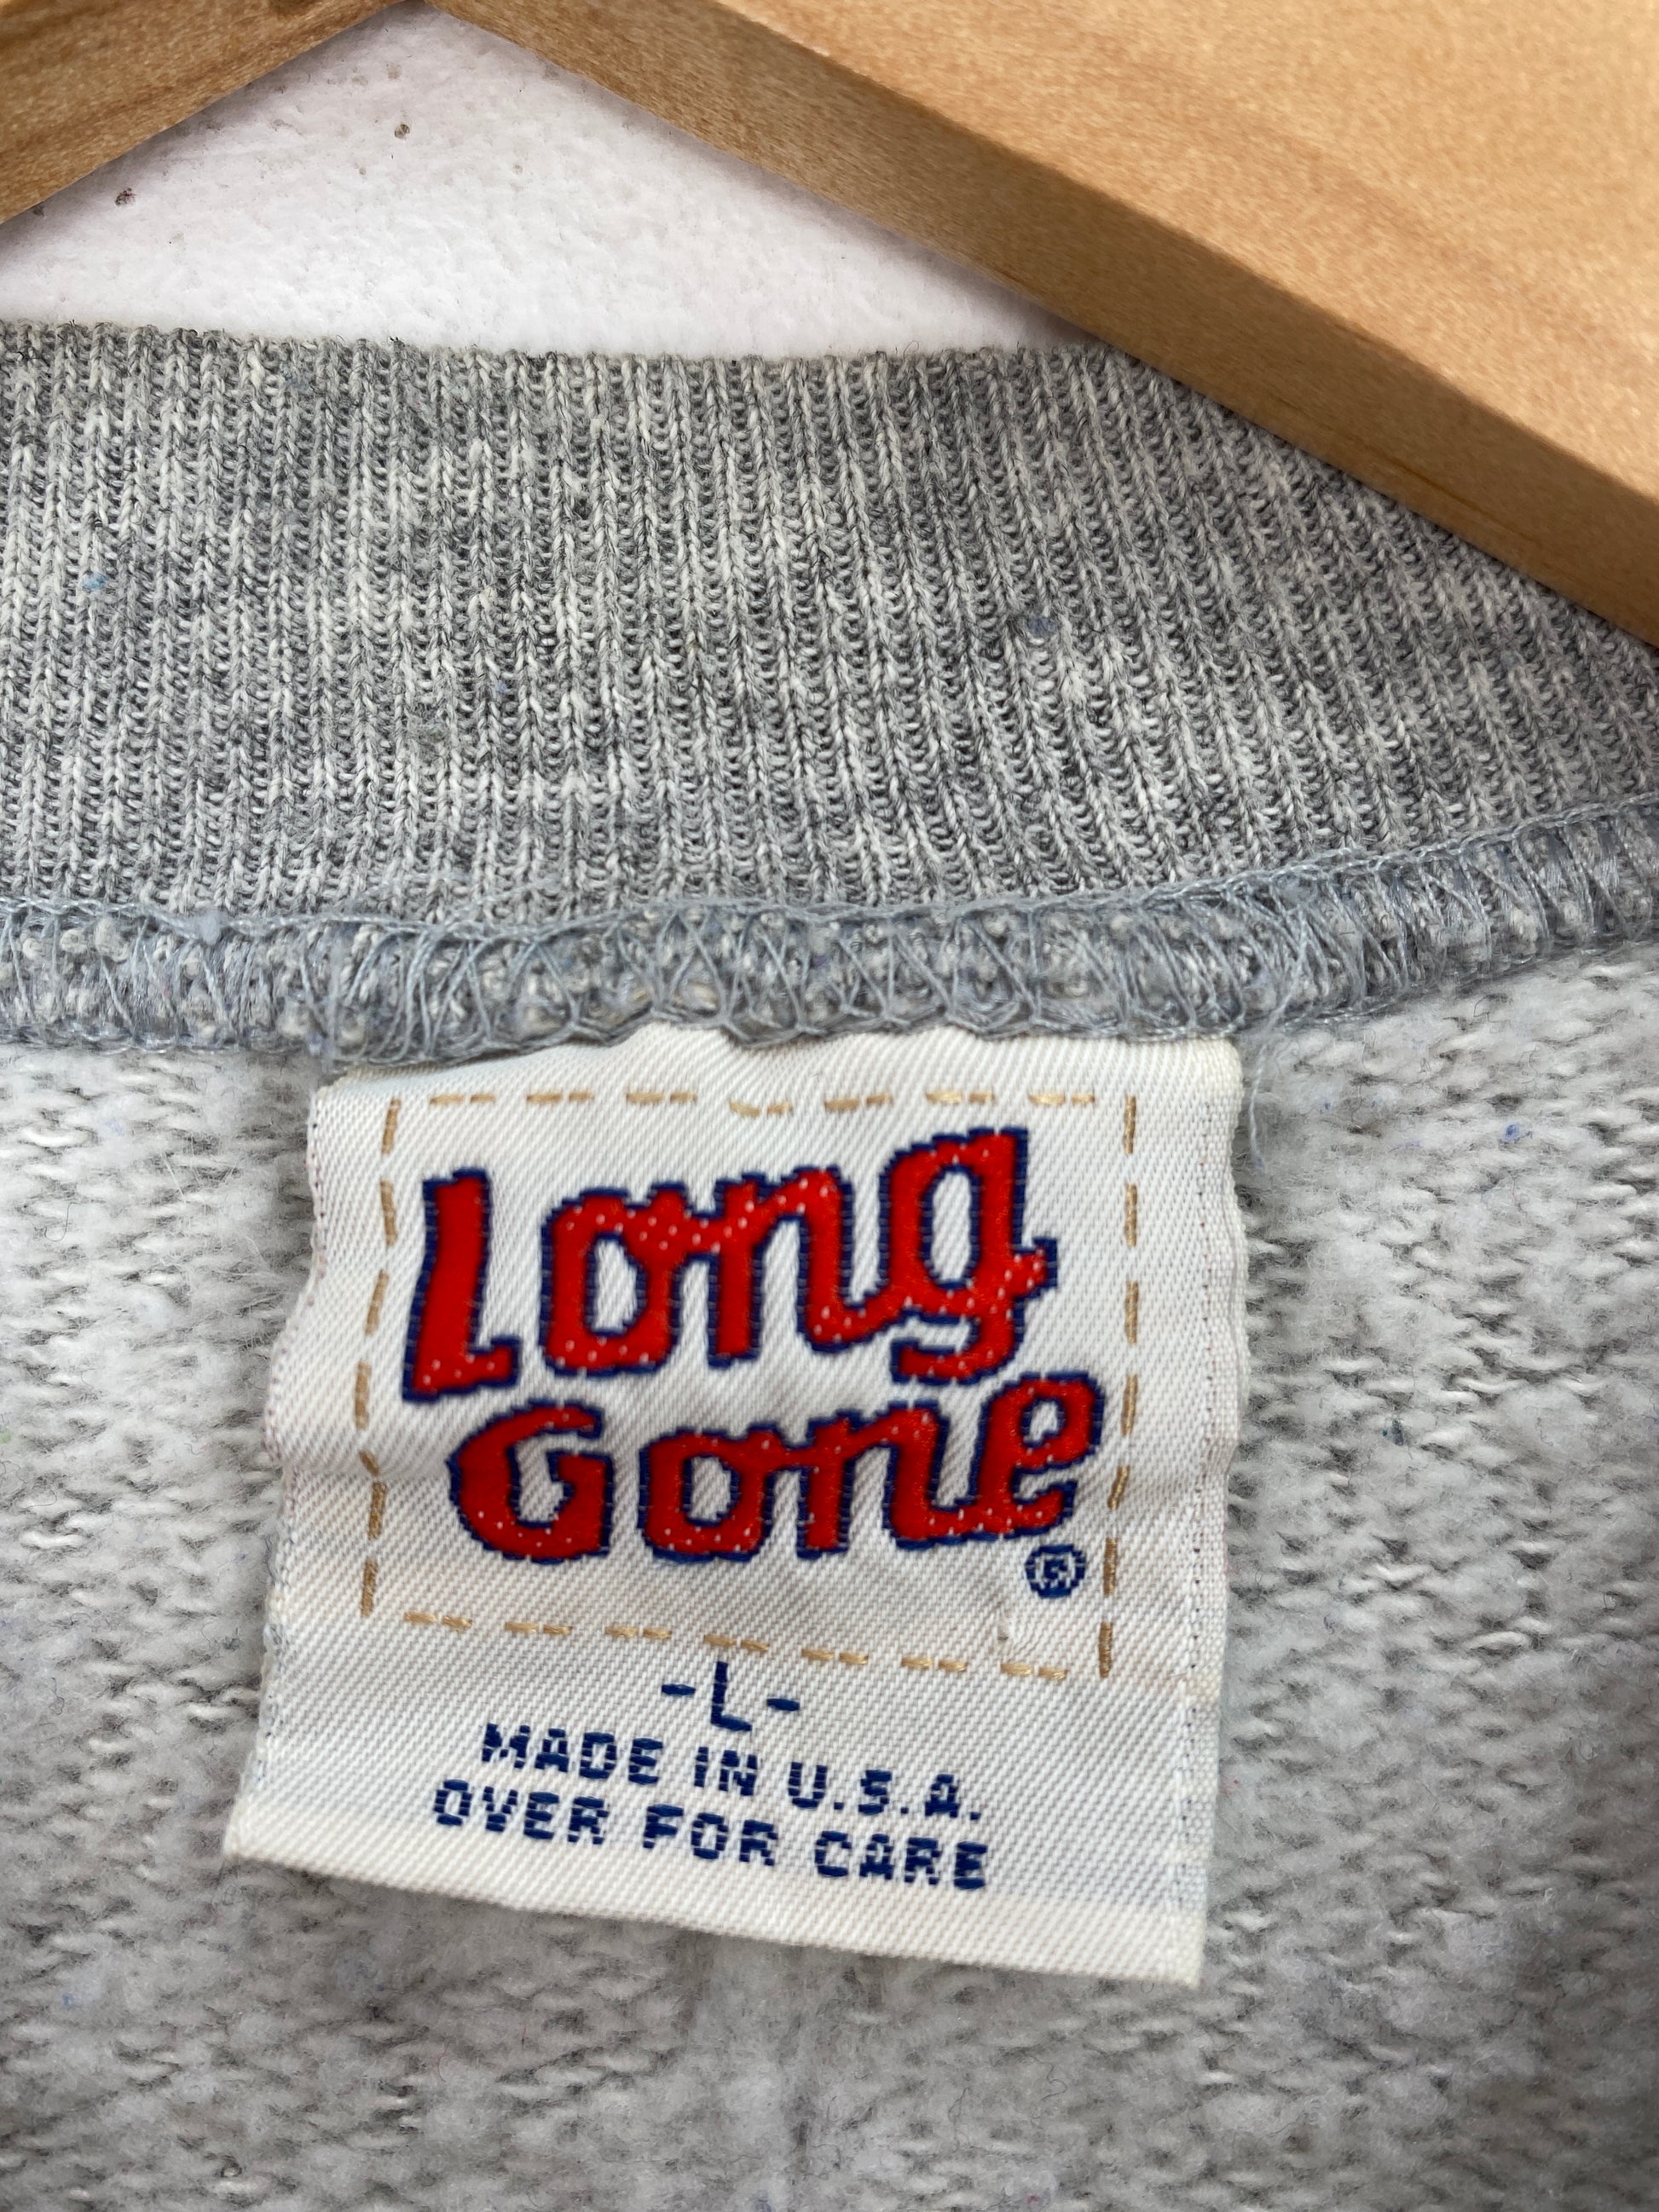 Long
Gone
®
-L-
MADE IN U.S.A.
OVER FOR CARE